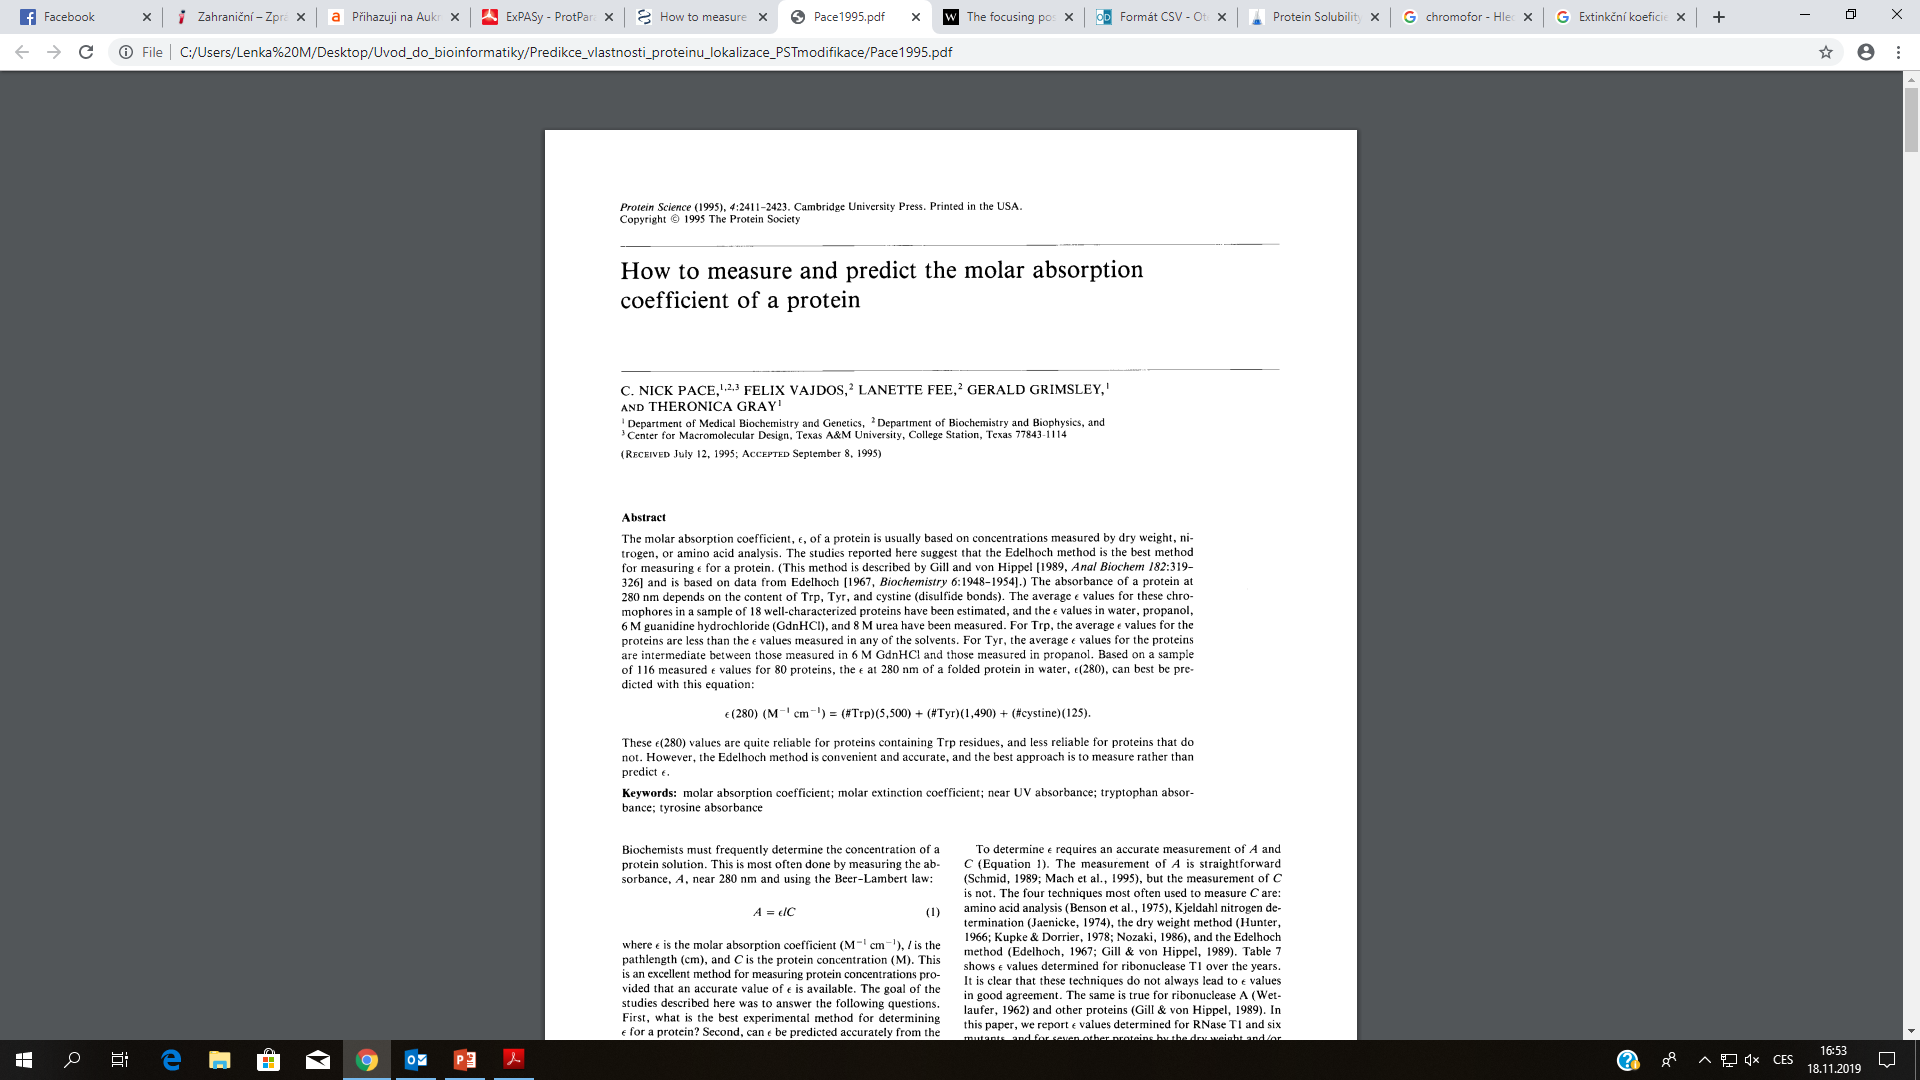 Facebook
Zahraniční – Zprá
Přihazuji na Aukr
ExPASy - ProtPara
How to measure
Pace1995.pdf
The focusing pos
Formát CSV - Ote
Protein Solubility
chromofor - Hled
Extinkční koeficie
File
C:/Users/Lenka%20M/Desktop/Uvod_do_bioinformatiky/Predikce_vlastnosti_proteinu_lokalizace_PSTmodifikace/Pace1995.pdf
Protein Science (1995), 4:2411–2423. Cambridge University Press. Printed in the USA.
Copyright © 1995 The Protein Society
How to measure and predict the molar absorption
coefficient of a protein
C. NICK PACE,1,2,3 FELIX VAJDOS,2 LANETTE FEE,2 GERALD GRIMSLEY,1
AND THERONICA GRAY1
1 Department of Medical Biochemistry and Genetics, 2 Department of Biochemistry and Biophysics, and
3 Center for Macromolecular Design, Texas A&M University, College Station, Texas 77843-1114
(RECEIVED July 12, 1995; ACCEPTED September 8, 1995)
Abstract
The molar absorption coefficient, ε, of a protein is usually based on concentrations measured by dry weight, ni-
trogen, or amino acid analysis. The studies reported here suggest that the Edelhoch method is the best method
for measuring ε for a protein. (This method is described by Gill and von Hippel [1989, Anal Biochem 182:319–
326] and is based on data from Edelhoch [1967, Biochemistry 6:1948–1954].) The absorbance of a protein at
280 nm depends on the content of Trp, Tyr, and cystine (disulfide bonds). The average ε values for these chro-
mophores in a sample of 18 well-characterized proteins have been estimated, and the ε values in water, propanol,
6 M guanidine hydrochloride (GdnHCl), and 8 M urea have been measured. For Trp, the average ε values for the
proteins are less than the ε values measured in any of the solvents. For Tyr, the average ε values for the proteins
are intermediate between those measured in 6 M GdnHCl and those measured in propanol. Based on a sample
of 116 measured ε values for 80 proteins, the ε at 280 nm of a folded protein in water, ε(280), can best be pre-
dicted with this equation:
ε(280) (M−1 cm−1) = (#Trp)(5,500) + (#Tyr)(1,490) + (#cystine)(125).
These ε(280) values are quite reliable for proteins containing Trp residues, and less reliable for proteins that do
not. However, the Edelhoch method is convenient and accurate, and the best approach is to measure rather than
predict ε.
Keywords: molar absorption coefficient; molar extinction coefficient; near UV absorbance; tryptophan absor-
bance; tyrosine absorbance
Biochemists must frequently determine the concentration of a
protein solution. This is most often done by measuring the ab-
sorbance, A, near 280 nm and using the Beer–Lambert law:
A = εlC (1)
where ε is the molar absorption coefficient (M−1 cm−1), l is the
pathlength (cm), and C is the protein concentration (M). This
is an excellent method for measuring protein concentrations pro-
vided that an accurate value of ε is available. The goal of the
studies described here was to answer the following questions.
First, what is the best experimental method for determining
ε for a protein? Second, can ε be predicted accurately from the
To determine ε requires an accurate measurement of A and
C (Equation 1). The measurement of A is straightforward
(Schmid, 1989; Mach et al., 1995), but the measurement of C
is not. The four techniques most often used to measure C are:
amino acid analysis (Benson et al., 1975), Kjeldahl nitrogen de-
termination (Jaenicke, 1974), the dry weight method (Hunter,
1966; Kupke & Dorrier, 1978; Nozaki, 1986), and the Edelhoch
method (Edelhoch, 1967; Gill & von Hippel, 1989). Table 7
shows ε values determined for ribonuclease T1 over the years.
It is clear that these techniques do not always lead to ε values
in good agreement. The same is true for ribonuclease A (Wet-
laufer, 1962) and other proteins (Gill & von Hippel, 1989). In
this paper, we report ε values determined for RNase T1 and six
mutants, and for seven other proteins by the dry weight and/or
CES
16:53
18.11.2019